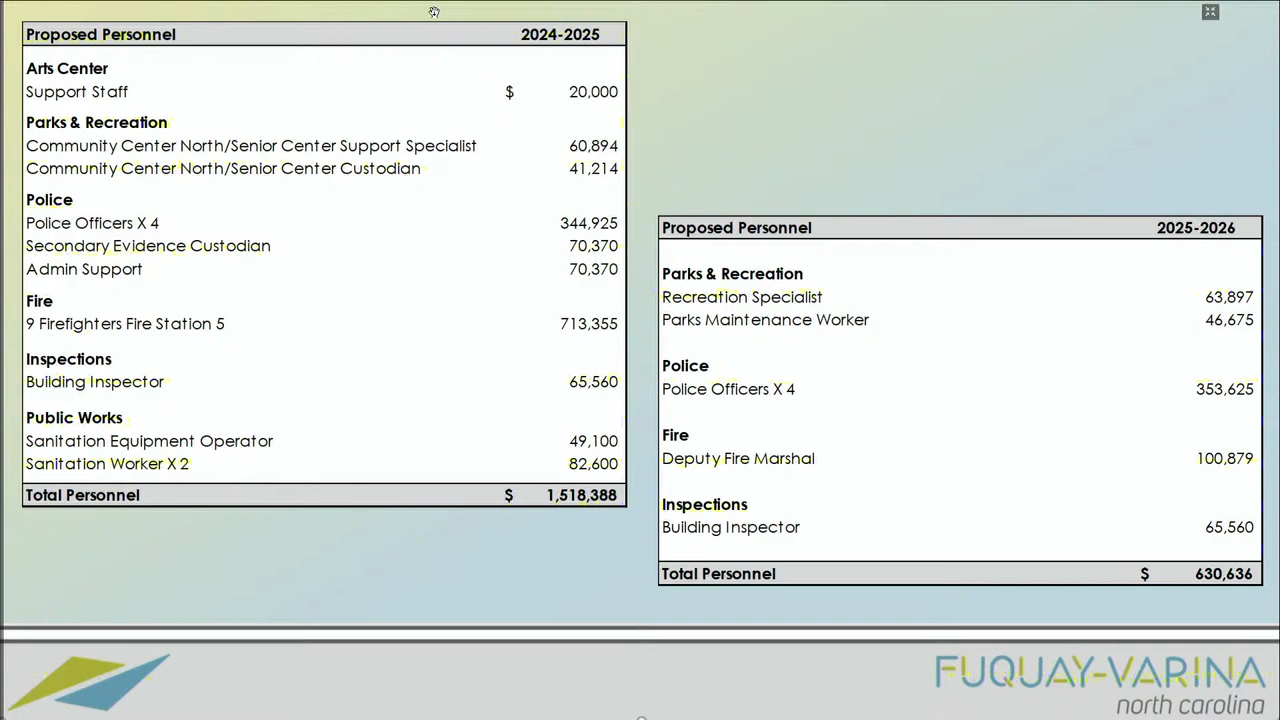 Proposed Personnel 2024-2025
Arts Center
Support Staff $ 20,000
Parks & Recreation
Community Center North/Senior Center Support Specialist 60,894
Community Center North/Senior Center Custodian 41,214
Police
Police Officers X 4 344,925
Secondary Evidence Custodian 70,370
Admin Support 70,370
Fire
9 Firefighters Fire Station 5 713,355
Inspections
Building Inspector 65,560
Public Works
Sanitation Equipment Operator 49,100
Sanitation Worker X 2 82,600
Total Personnel $ 1,518,388
Proposed Personnel 2025-2026
Parks & Recreation
Recreation Specialist 63,897
Parks Maintenance Worker 46,675
Police
Police Officers X 4 353,625
Fire
Deputy Fire Marshal 100,879
Inspections
Building Inspector 65,560
Total Personnel $ 630,636
FUQUAY-VARINA
north carolina